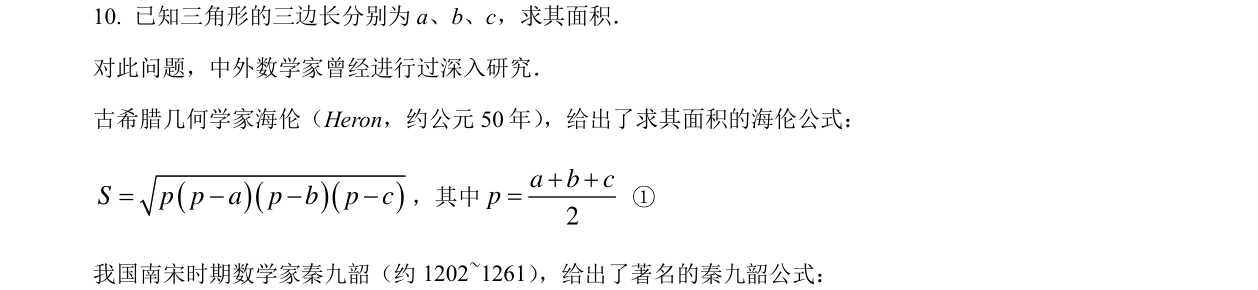 10. 已知三角形的三边长分别为 a、b、c，求其面积．
对此问题，中外数学家曾经进行过深入研究．
古希腊几何学家海伦（Heron，约公元 50 年），给出了求其面积的海伦公式：
S=√(p(p-a)(p-b)(p-c))，其中 p=(a+b+c)/2 ①
我国南宋时期数学家秦九韶（约 1202~1261），给出了著名的秦九韶公式：